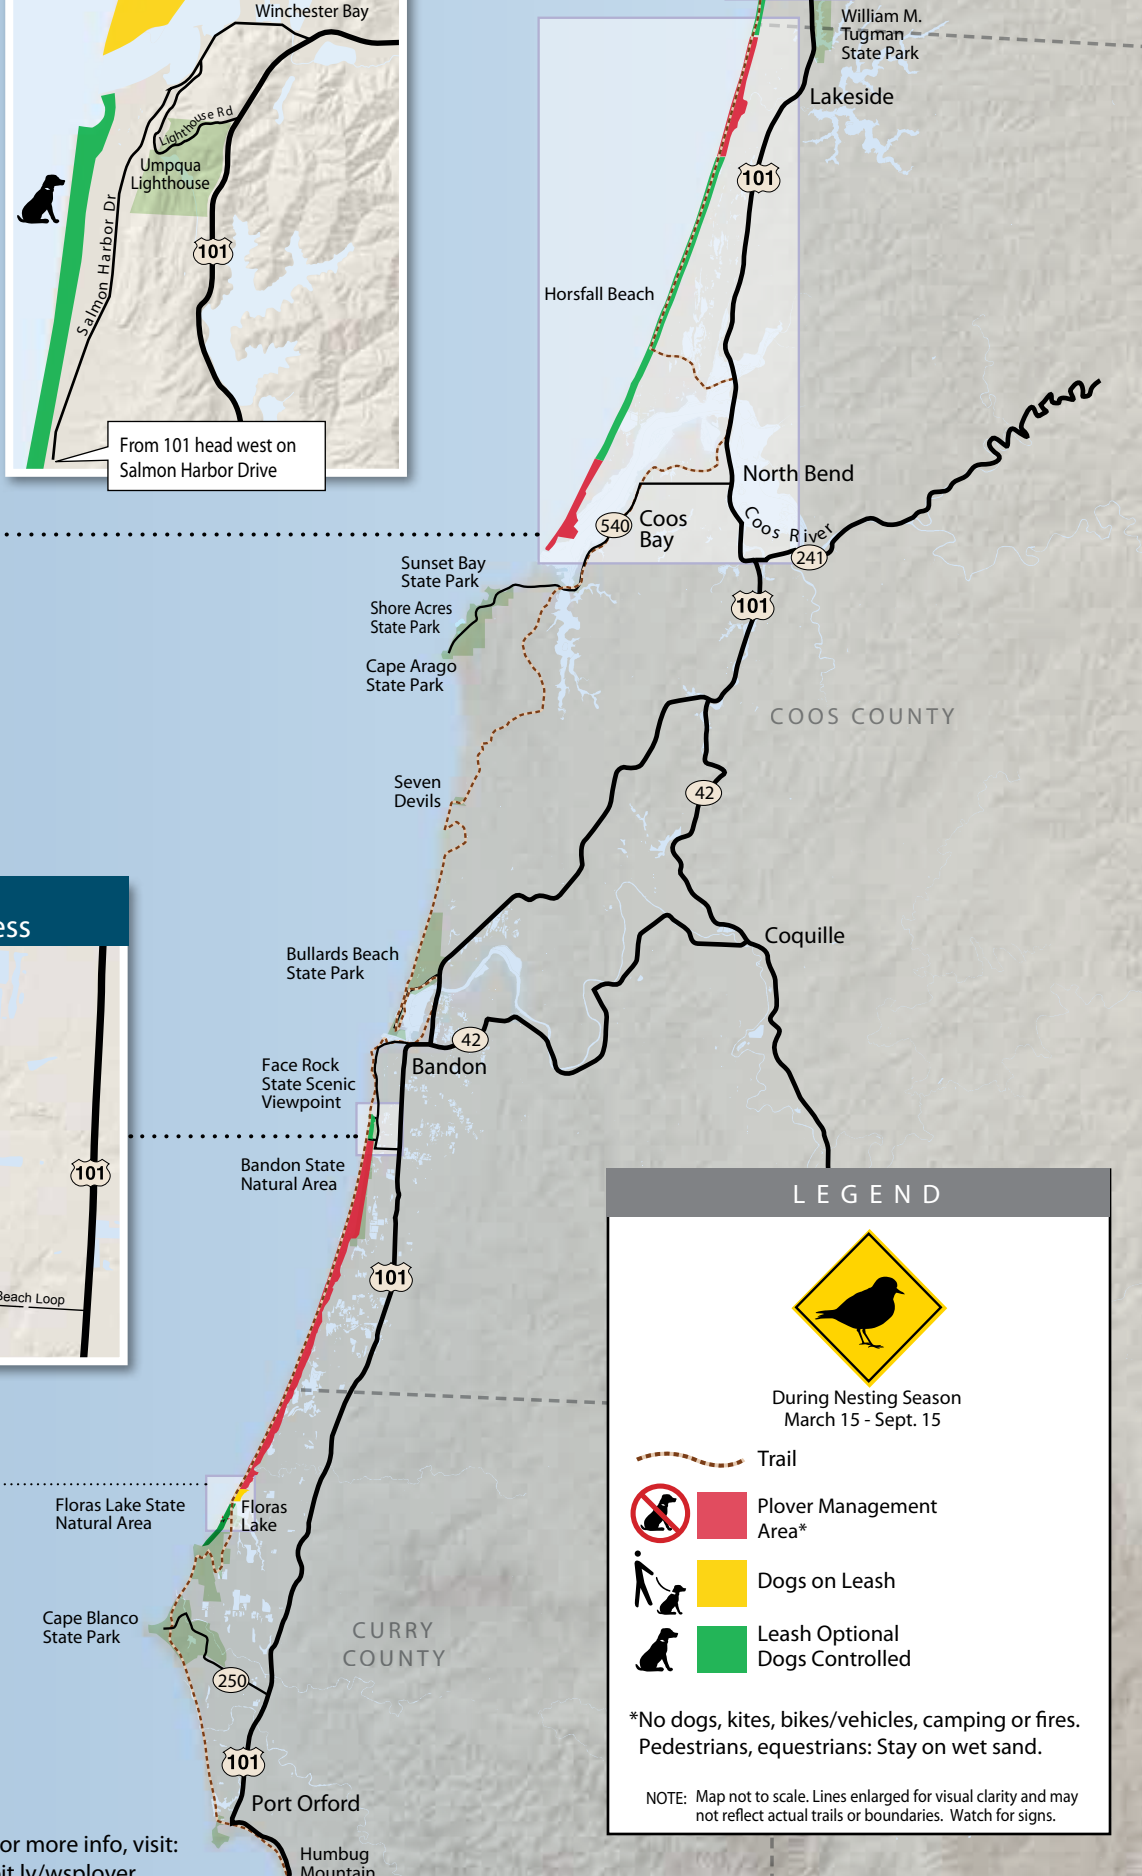 Winchester Bay
Lighthouse Rd
Umpqua
Lighthouse
Salmon Harbor Dr
101
From 101 head west on
Salmon Harbor Drive
William M.
Tugman
State Park
Lakeside
101
Horsfall Beach
North Bend
540
Coos
Bay
Coos River
241
Sunset Bay
State Park
Shore Acres
State Park
Cape Arago
State Park
101
COOS COUNTY
Seven
Devils
42
Coquille
Bullards Beach
State Park
42
Bandon
Face Rock
State Scenic
Viewpoint
Bandon State
Natural Area
101
101
Beach Loop
Floras Lake State
Natural Area
Floras
Lake
Cape Blanco
State Park
CURRY
COUNTY
250
101
Port Orford
Humbug
Mountain
or more info, visit:
LEGEND
During Nesting Season
March 15 - Sept. 15
Trail
Plover Management
Area*
Dogs on Leash
Leash Optional
Dogs Controlled
*No dogs, kites, bikes/vehicles, camping or fires.
Pedestrians, equestrians: Stay on wet sand.
NOTE: Map not to scale. Lines enlarged for visual clarity and may
not reflect actual trails or boundaries. Watch for signs.